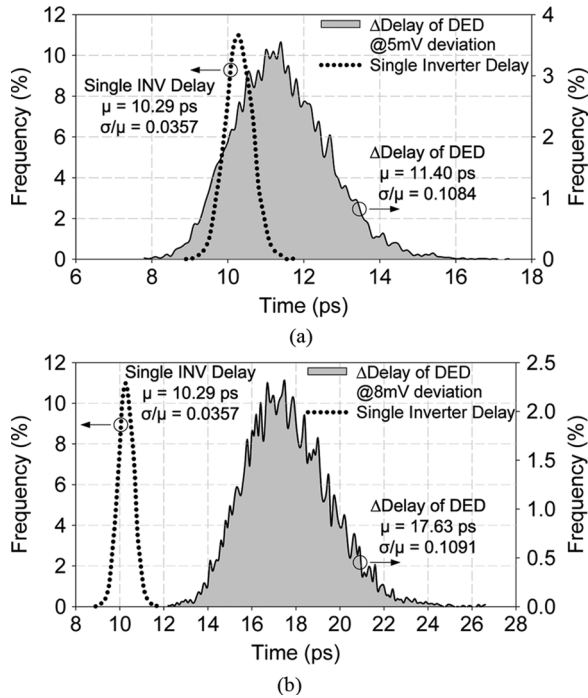 12
10
8
6
4
2
0
Frequency (%)
4
3
2
1
0
Frequency (%)
ΔDelay of DED
@5mV deviation
Single Inverter Delay
Single INV Delay
μ = 10.29 ps
σ/μ = 0.0357
ΔDelay of DED
μ = 11.40 ps
σ/μ = 0.1084
6 8 10 12 14 16 18
Time (ps)
(a)
12
10
8
6
4
2
0
Frequency (%)
2.5
2.0
1.5
1.0
0.5
0.0
Frequency (%)
Single INV Delay
μ = 10.29 ps
σ/μ = 0.0357
ΔDelay of DED
@8mV deviation
Single Inverter Delay
ΔDelay of DED
μ = 17.63 ps
σ/μ = 0.1091
8 10 12 14 16 18 20 22 24 26 28
Time (ps)
(b)